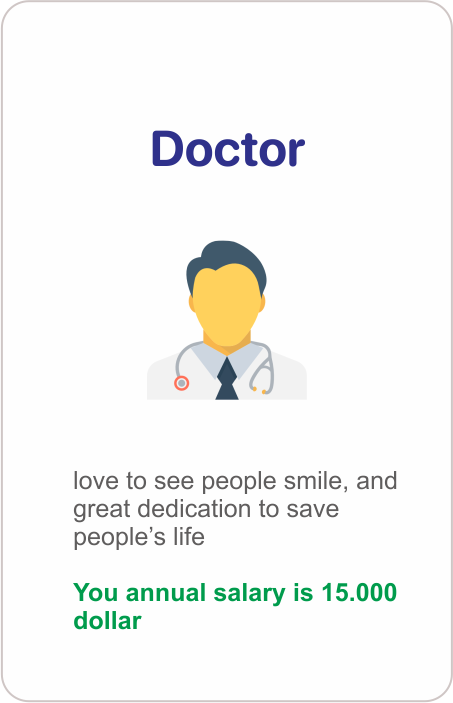 Doctor
love to see people smile, and
great dedication to save
people’s life
You annual salary is 15.000
dollar